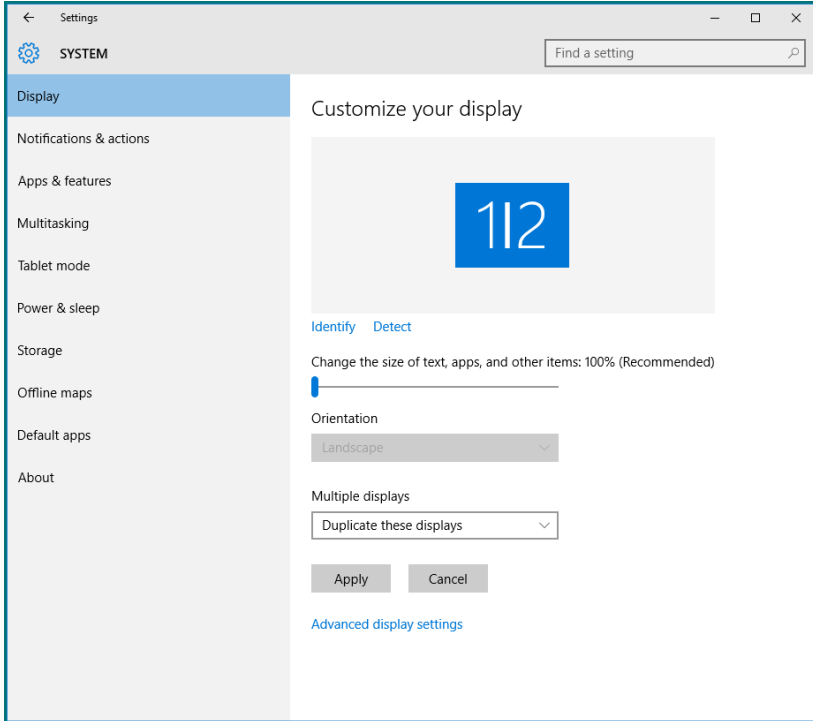 Settings
SYSTEM
Find a setting
Display
Notifications & actions
Apps & features
Multitasking
Tablet mode
Power & sleep
Storage
Offline maps
Default apps
About
Customize your display
1|2
Identify Detect
Change the size of text, apps, and other items: 100% (Recommended)
Orientation
Landscape
Multiple displays
Duplicate these displays
Apply Cancel
Advanced display settings